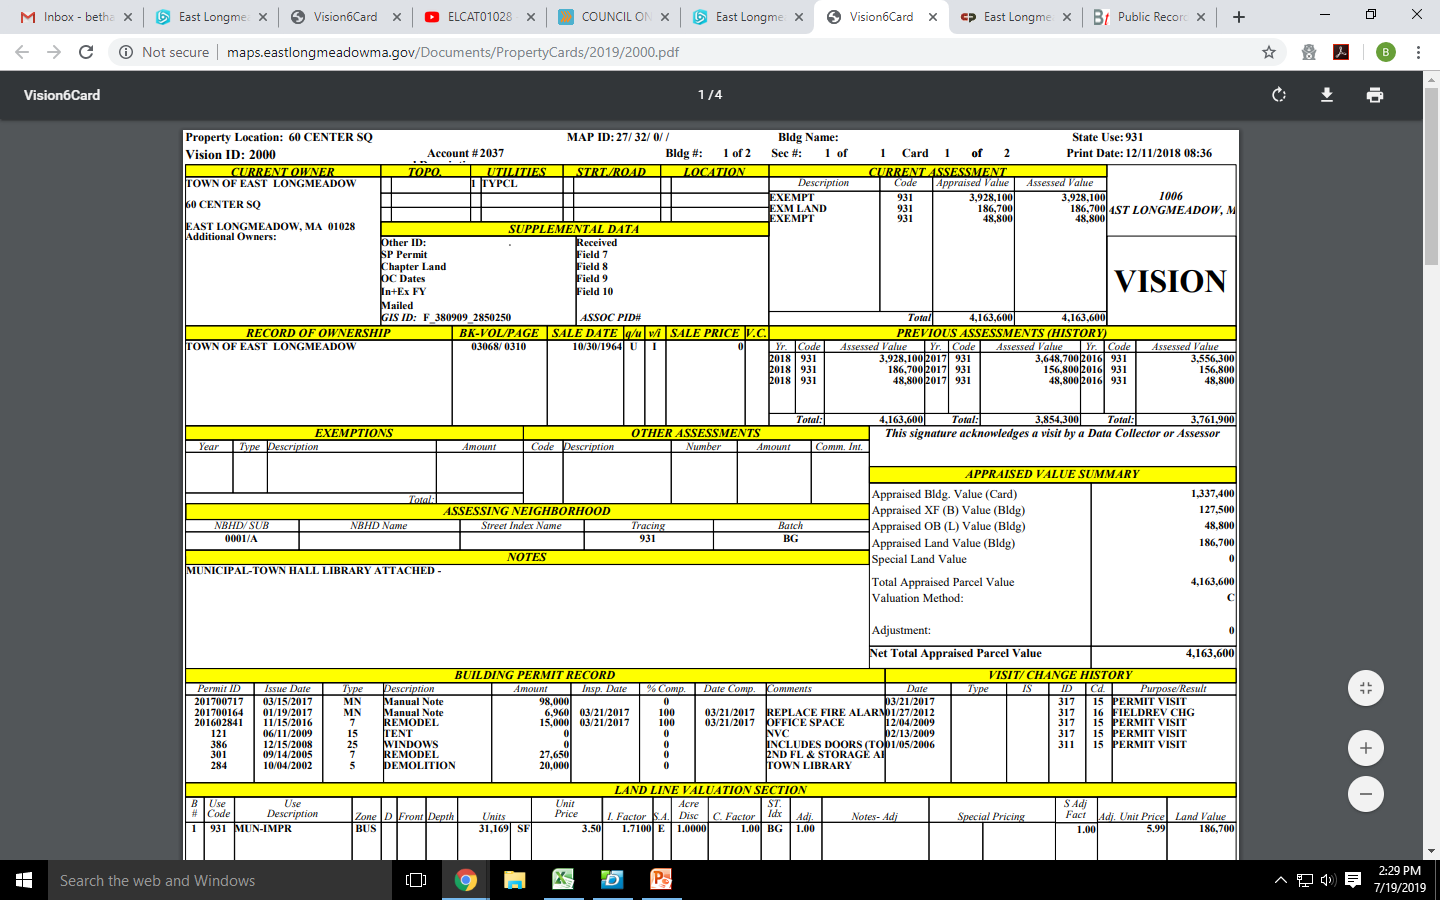 Inbox - betha
East Longme
Vision6Card
ELCAT01028
COUNCIL ON
East Longme
Vision6Card
East Longme
Public Record
Not secure | maps.eastlongmeadowma.gov/Documents/PropertyCards/2019/2000.pdf
B
Vision6Card 1 / 4
Property Location: 60 CENTER SQ MAP ID: 27/ 32/ 0/ / Bldg Name: State Use: 931
Vision ID: 2000 Account # 2037 Bldg #: 1 of 2 Sec #: 1 of 1 Card 1 of 2 Print Date: 12/11/2018 08:36
CURRENT OWNER TOPO. UTILITIES STRT./ROAD LOCATION CURRENT ASSESSMENT
TOWN OF EAST LONGMEADOW 1 TYPCL Description Code Appraised Value Assessed Value
60 CENTER SQ
EAST LONGMEADOW, MA 01028
Additional Owners:
EXEMPT 931 3,928,100 3,928,100
EXM LAND 931 186,700 186,700
EXEMPT 931 48,800 48,800
Total 4,163,600 4,163,600
1006
AST LONGMEADOW, M
VISION
SUPPLEMENTAL DATA
Other ID: . Received
SP Permit Field 7
Chapter Land Field 8
OC Dates Field 9
In+Ex FY Field 10
Mailed
GIS ID: F_380909_2850250 ASSOC PID#
RECORD OF OWNERSHIP BK-VOL/PAGE SALE DATE q/u v/i SALE PRICE V.C.
TOWN OF EAST LONGMEADOW 03068/ 0310 10/30/1964 U I 0
PREVIOUS ASSESSMENTS (HISTORY)
Yr. Code Assessed Value Yr. Code Assessed Value Yr. Code Assessed Value
2018 931 3,928,100 2017 931 3,648,700 2016 931 3,556,300
2018 931 186,700 2017 931 156,800 2016 931 156,800
2018 931 48,800 2017 931 48,800 2016 931 48,800
Total: 4,163,600 Total: 3,854,300 Total: 3,761,900
EXEMPTIONS OTHER ASSESSMENTS
Year Type Description Amount Code Description Number Amount Comm. Int.
Total:
This signature acknowledges a visit by a Data Collector or Assessor
ASSESSING NEIGHBORHOOD
NBHD/ SUB NBHD Name Street Index Name Tracing Batch
0001/A 931 BG
NOTES
MUNICIPAL-TOWN HALL LIBRARY ATTACHED -
APPRAISED VALUE SUMMARY
Appraised Bldg. Value (Card) 1,337,400
Appraised XF (B) Value (Bldg) 127,500
Appraised OB (L) Value (Bldg) 48,800
Appraised Land Value (Bldg) 186,700
Special Land Value 0
Total Appraised Parcel Value 4,163,600
Valuation Method: C
Adjustment: 0
Net Total Appraised Parcel Value 4,163,600
BUILDING PERMIT RECORD
Permit ID Issue Date Type Description Amount Insp. Date % Comp. Date Comp. Comments
201700717 03/15/2017 MN Manual Note 98,000 0
201700164 01/19/2017 MN Manual Note 6,960 03/21/2017 100 03/21/2017 REPLACE FIRE ALARM
201602841 11/15/2016 7 REMODEL 15,000 03/21/2017 100 03/21/2017 OFFICE SPACE
121 06/11/2009 15 TENT 0 0 NVC
386 12/15/2008 25 WINDOWS 0 0 INCLUDES DOORS (TO
301 09/14/2005 7 REMODEL 27,650 0 2ND FL & STORAGE AI
284 10/04/2002 5 DEMOLITION 20,000 0 TOWN LIBRARY
VISIT/ CHANGE HISTORY
Date Type IS ID Cd. Purpose/Result
03/21/2017 317 15 PERMIT VISIT
01/27/2012 317 16 FIELDREV CHG
12/04/2009 317 15 PERMIT VISIT
02/13/2009 317 15 PERMIT VISIT
01/05/2006 311 15 PERMIT VISIT
LAND LINE VALUATION SECTION
B # Use Code Use Description Zone D Front Depth Units Unit Price I. Factor S.A. Acre Disc C. Factor ST. Idx Adj. Notes- Adj Special Pricing S Adj Fact Adj. Unit Price Land Value
1 931 MUN-IMPR BUS 31,169 SF 3.50 1.7100 E 1.0000 1.00 BG 1.00 1.00 5.99 186,700
Search the web and Windows
2:29 PM
7/19/2019